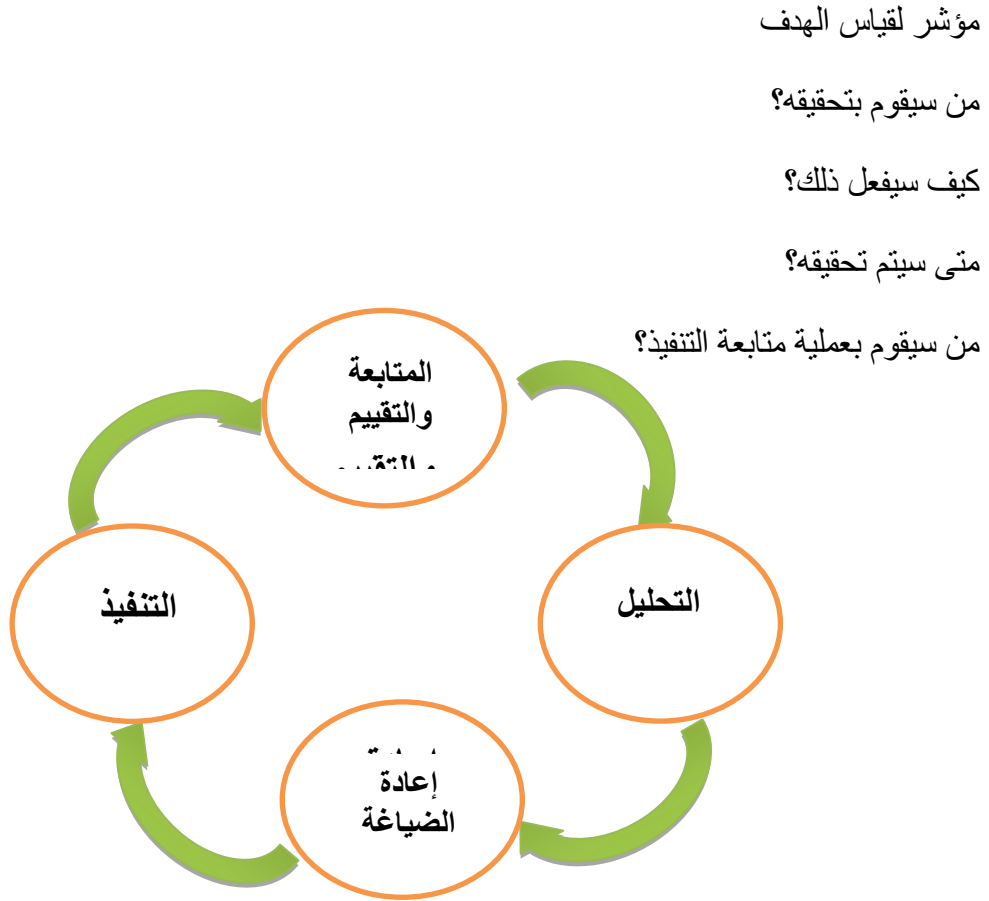 مؤشر لقياس الهدف
من سيقوم بتحقيقه؟
كيف سيفعل ذلك؟
متى سيتم تحقيقه؟
من سيقوم بعملية متابعة التنفيذ؟
المتابعة
والتقييم
والتقييم
التحليل
إعادة
الضياغة
التنفيذ